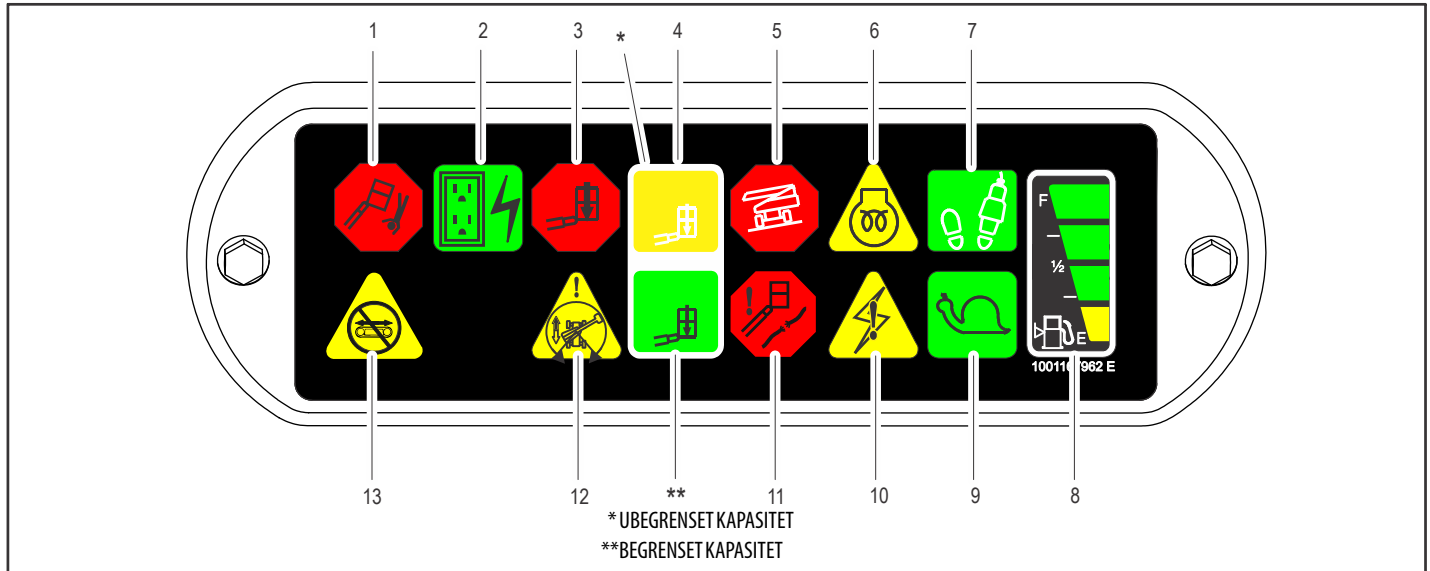 1 2 3 * 4 5 6 7
F
½
E
1001167962 E
13 12 ** 11 10 9 8
* UBEGRENSET KAPASITET
**BEGRENSET KAPASITET